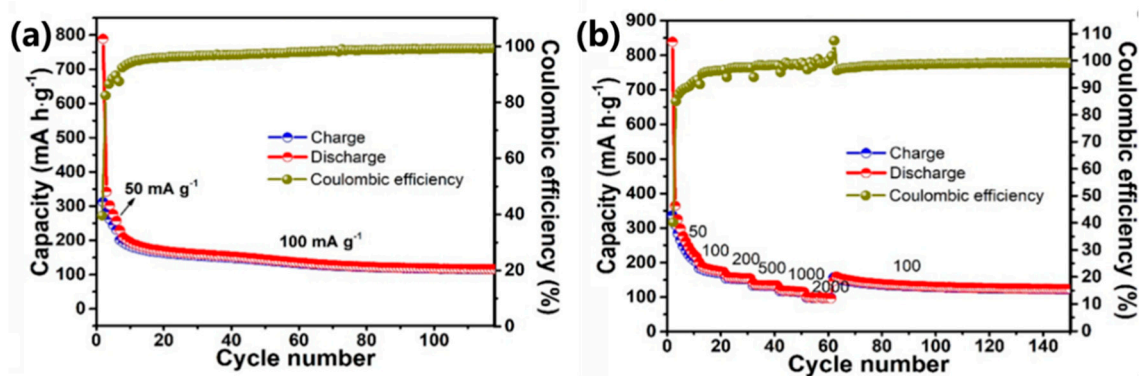 (a)
Capacity (mA h·g⁻¹)
800
700
600
500
400
300
200
100
0
Charge
Discharge
Coulombic efficiency
50 mA g⁻¹
100 mA g⁻¹
0 20 40 60 80 100
Cycle number
100
80
60
40
20
0
Coulombic efficiency (%)
(b)
Capacity (mA h·g⁻¹)
900
800
700
600
500
400
300
200
100
0
Charge
Discharge
Coulombic efficiency
50
100
200
500
1000
2000
100
0 20 40 60 80 100 120 140
Cycle number
110
100
90
80
70
60
50
40
30
20
10
0
Coulombic efficiency (%)